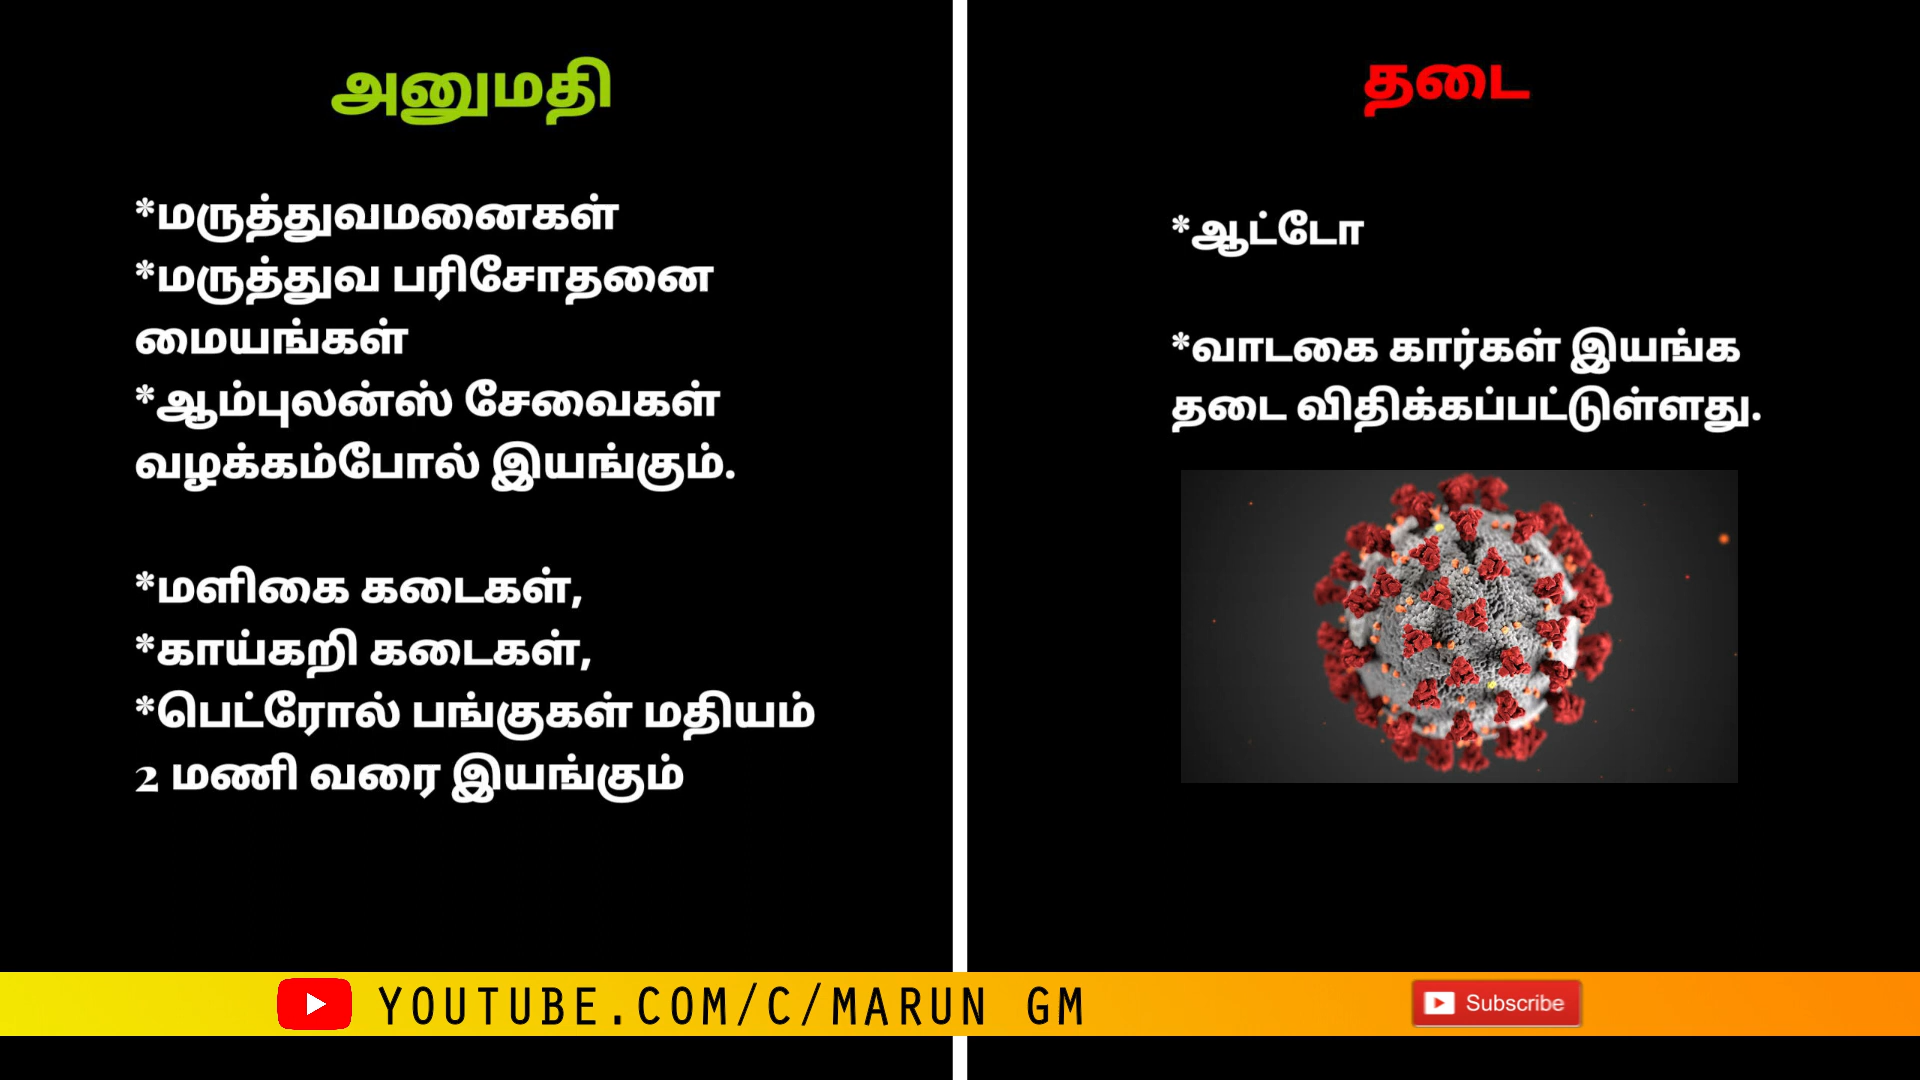 அனுமதி
*மருத்துவமனைகள்
*மருத்துவ பரிசோதனை
மையங்கள்
*ஆம்புலன்ஸ் சேவைகள்
வழக்கம்போல் இயங்கும்.
*மளிகை கடைகள்,
*காய்கறி கடைகள்,
*பெட்ரோல் பங்குகள் மதியம்
2 மணி வரை இயங்கும்
தடை
*ஆட்டோ
*வாடகை கார்கள் இயங்க
தடை விதிக்கப்பட்டுள்ளது.
YOUTUBE.COM/C/MARUN GM
Subscribe